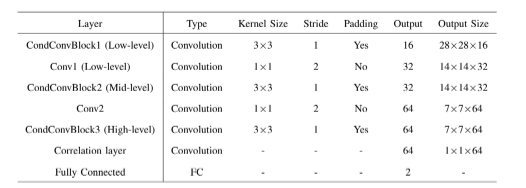 Layer Type Kernel Size Stride Padding Output Output Size
CondConvBlock1 (Low-level) Convolution 3×3 1 Yes 16 28×28×16
Conv1 (Low-level) Convolution 1×1 2 No 32 14×14×32
CondConvBlock2 (Mid-level) Convolution 3×3 1 Yes 32 14×14×32
Conv2 Convolution 1×1 2 No 64 7×7×64
CondConvBlock3 (High-level) Convolution 3×3 1 Yes 64 7×7×64
Correlation layer Convolution - - - 64 1×1×64
Fully Connected FC - - - 2 -